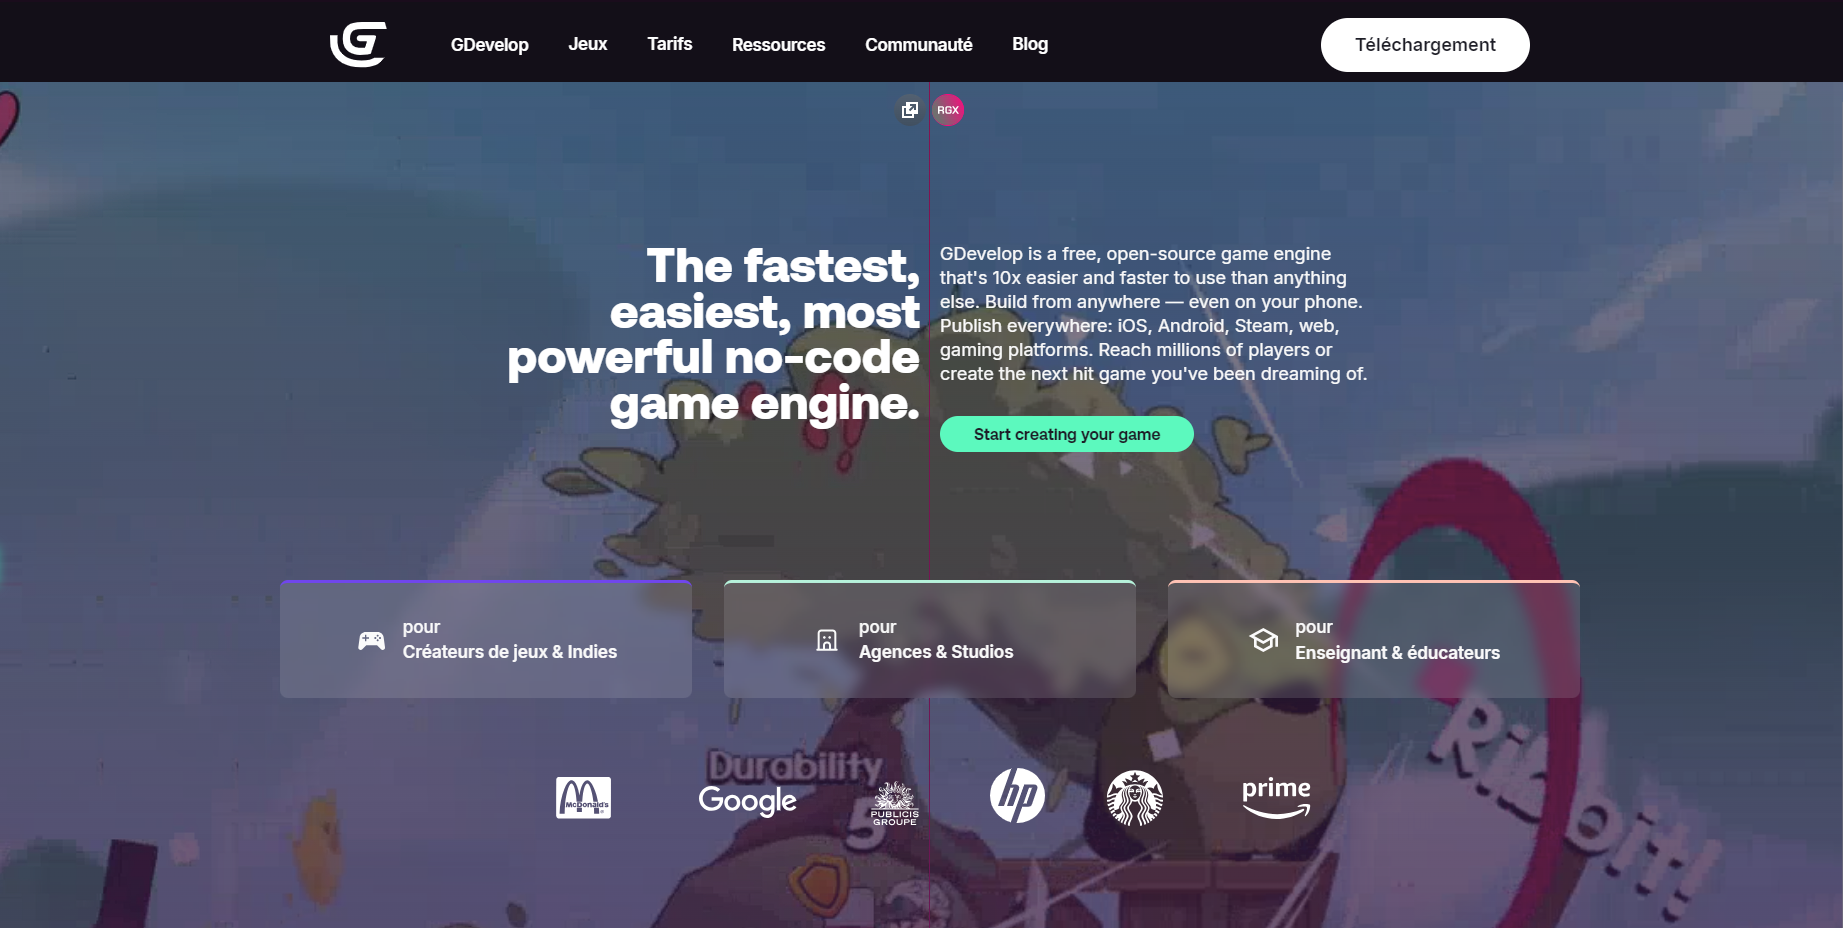 GDevelop
Jeux
Tarifs
Ressources
Communauté
Blog
Téléchargement
RGX
The fastest,
easiest, most
powerful no-code
game engine.
GDevelop is a free, open-source game engine
that's 10x easier and faster to use than anything
else. Build from anywhere — even on your phone.
Publish everywhere: iOS, Android, Steam, web,
gaming platforms. Reach millions of players or
create the next hit game you've been dreaming of.
Start creating your game
pour
Créateurs de jeux & Indies
pour
Agences & Studios
pour
Enseignant & éducateurs
Durability
5
Ribbit!
McDonald's
Google
PUBLICIS
GROUPE
hp
prime